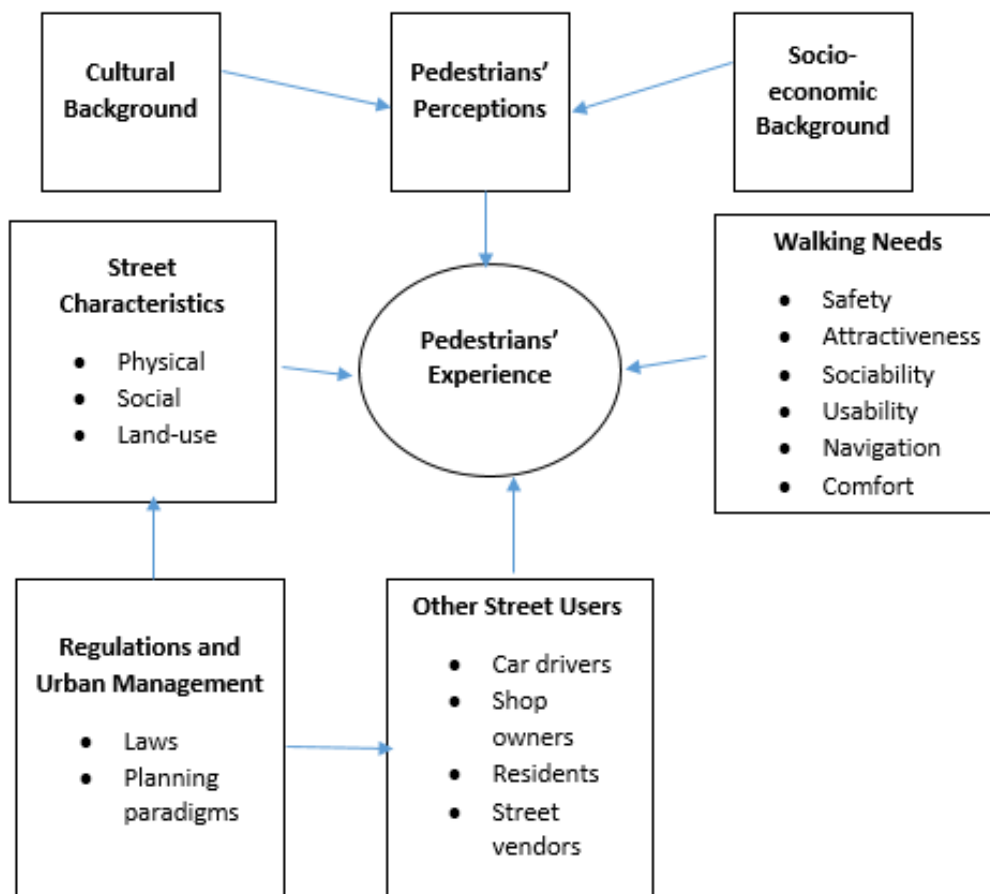 Cultural
Background
Pedestrians’
Perceptions
Socio-
economic
Background
Street
Characteristics
● Physical
● Social
● Land-use
Pedestrians’
Experience
Walking Needs
● Safety
● Attractiveness
● Sociability
● Usability
● Navigation
● Comfort
Regulations and
Urban Management
● Laws
● Planning
paradigms
Other Street Users
● Car drivers
● Shop
owners
● Residents
● Street
vendors